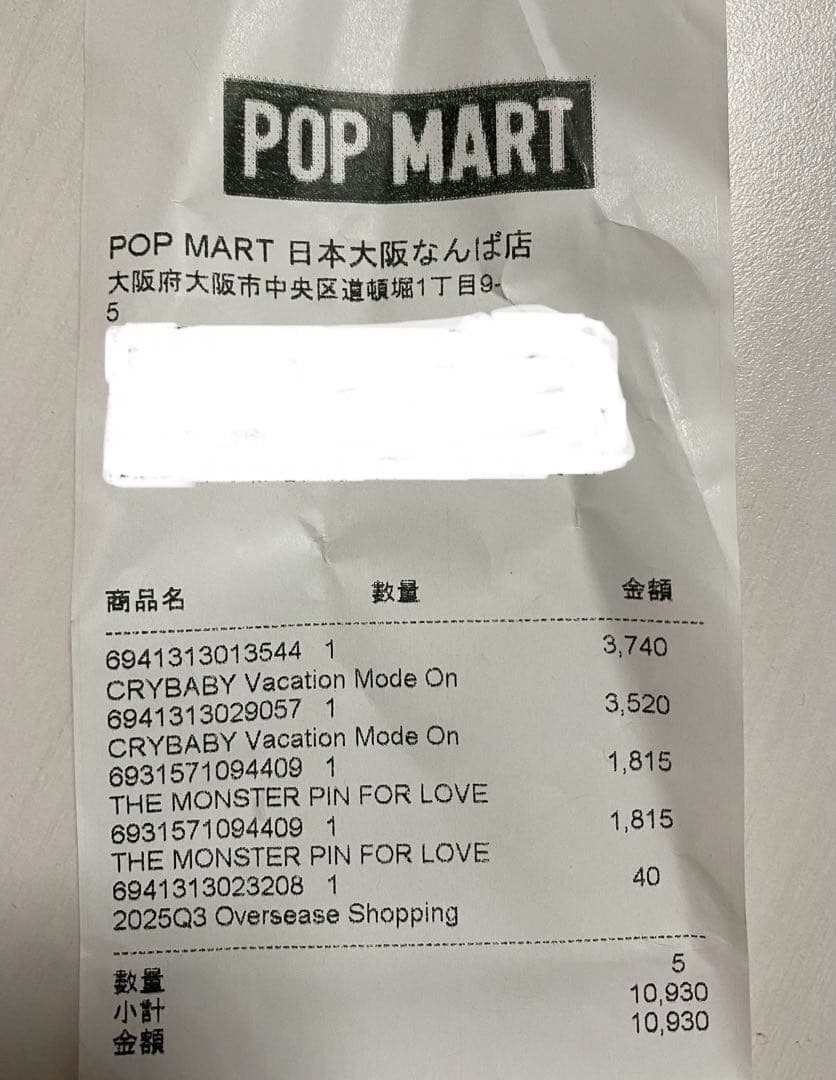 POP MART
POP MART 日本大阪なんば店
大阪府大阪市中央区道頓堀1丁目9-
5
商品名 數量 金額
6941313013544 1 3,740
CRYBABY Vacation Mode On
6941313029057 1 3,520
CRYBABY Vacation Mode On
6931571094409 1 1,815
THE MONSTER PIN FOR LOVE
6931571094409 1 1,815
THE MONSTER PIN FOR LOVE
6941313023208 1 40
2025Q3 Oversease Shopping
數量 5
小計 10,930
金額 10,930